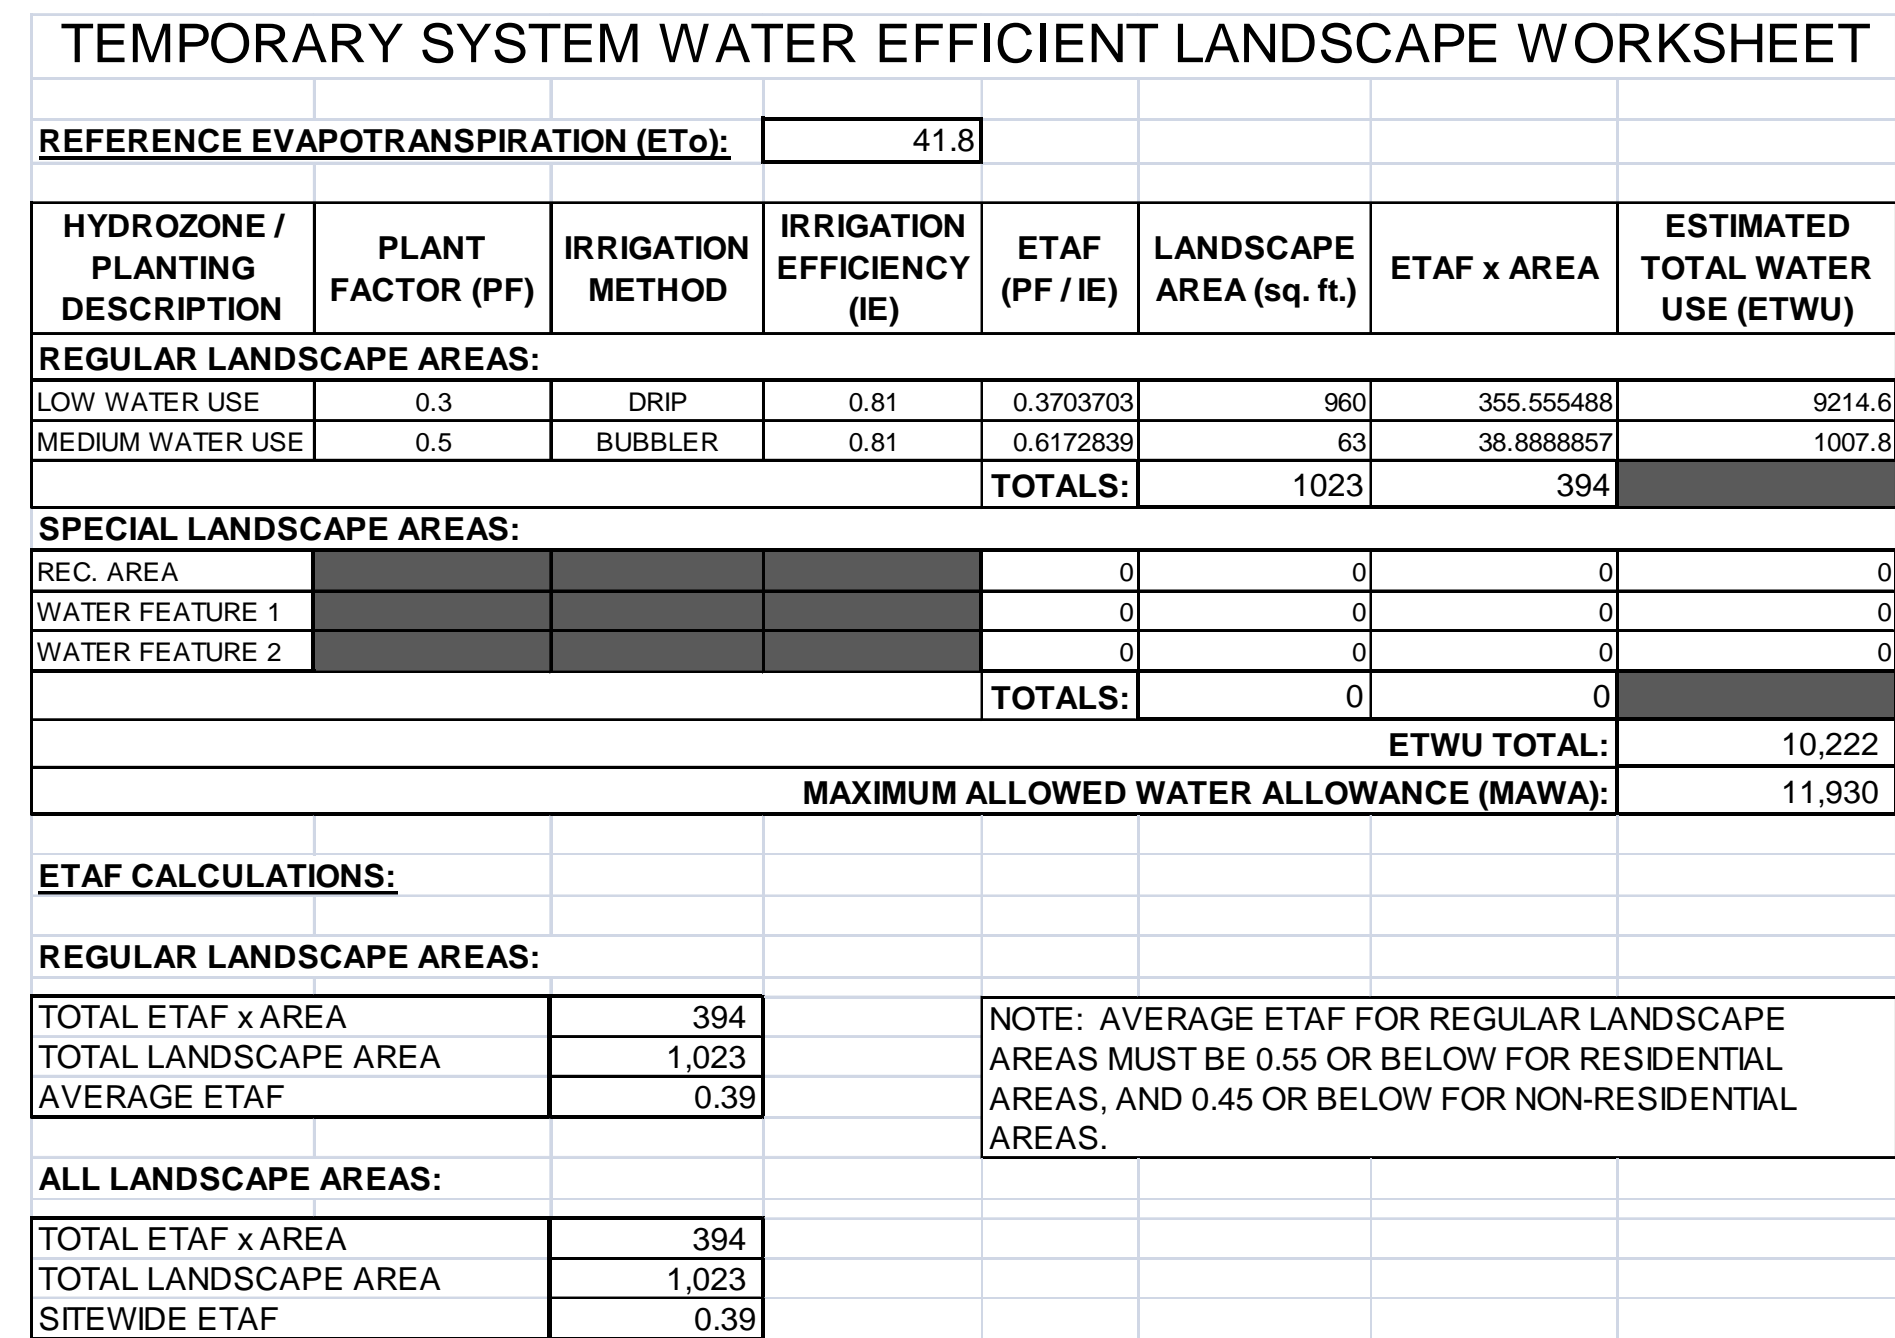 TEMPORARY SYSTEM WATER EFFICIENT LANDSCAPE WORKSHEET
REFERENCE EVAPOTRANSPIRATION (ETo): 41.8
HYDROZONE / PLANTING DESCRIPTION PLANT FACTOR (PF) IRRIGATION METHOD IRRIGATION EFFICIENCY (IE) ETAF (PF / IE) LANDSCAPE AREA (sq. ft.) ETAF x AREA ESTIMATED TOTAL WATER USE (ETWU)
REGULAR LANDSCAPE AREAS:
LOW WATER USE 0.3 DRIP 0.81 0.3703703 960 355.555488 9214.6
MEDIUM WATER USE 0.5 BUBBLER 0.81 0.6172839 63 38.8888857 1007.8
TOTALS: 1023 394
SPECIAL LANDSCAPE AREAS:
REC. AREA 0 0 0 0
WATER FEATURE 1 0 0 0 0
WATER FEATURE 2 0 0 0 0
TOTALS: 0 0
ETWU TOTAL: 10,222
MAXIMUM ALLOWED WATER ALLOWANCE (MAWA): 11,930
ETAF CALCULATIONS:
REGULAR LANDSCAPE AREAS:
TOTAL ETAF x AREA 394
TOTAL LANDSCAPE AREA 1,023
AVERAGE ETAF 0.39
NOTE: AVERAGE ETAF FOR REGULAR LANDSCAPE
AREAS MUST BE 0.55 OR BELOW FOR RESIDENTIAL
AREAS, AND 0.45 OR BELOW FOR NON-RESIDENTIAL
AREAS.
ALL LANDSCAPE AREAS:
TOTAL ETAF x AREA 394
TOTAL LANDSCAPE AREA 1,023
SITEWIDE ETAF 0.39